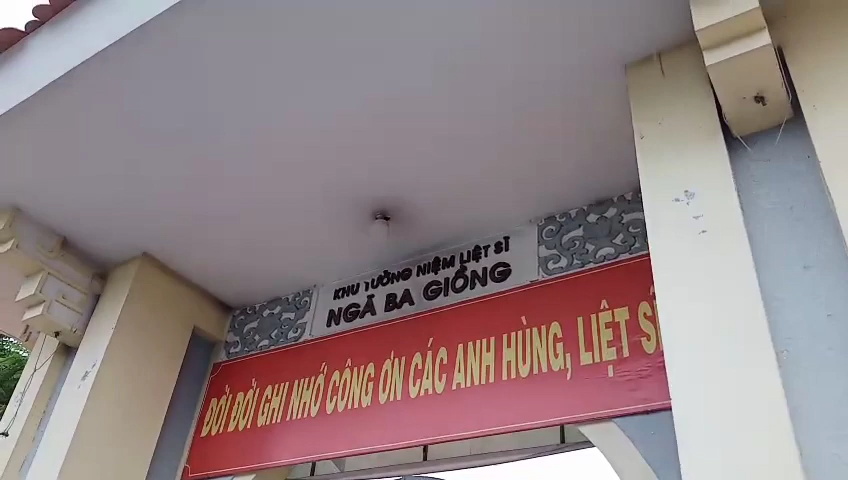 KHU TƯỞNG NIỆM LIỆT SĨ
NGÃ BA GIỒNG
ĐỜI ĐỜI GHI NHỚ CÔNG ƠN CÁC ANH HÙNG, LIỆT SĨ